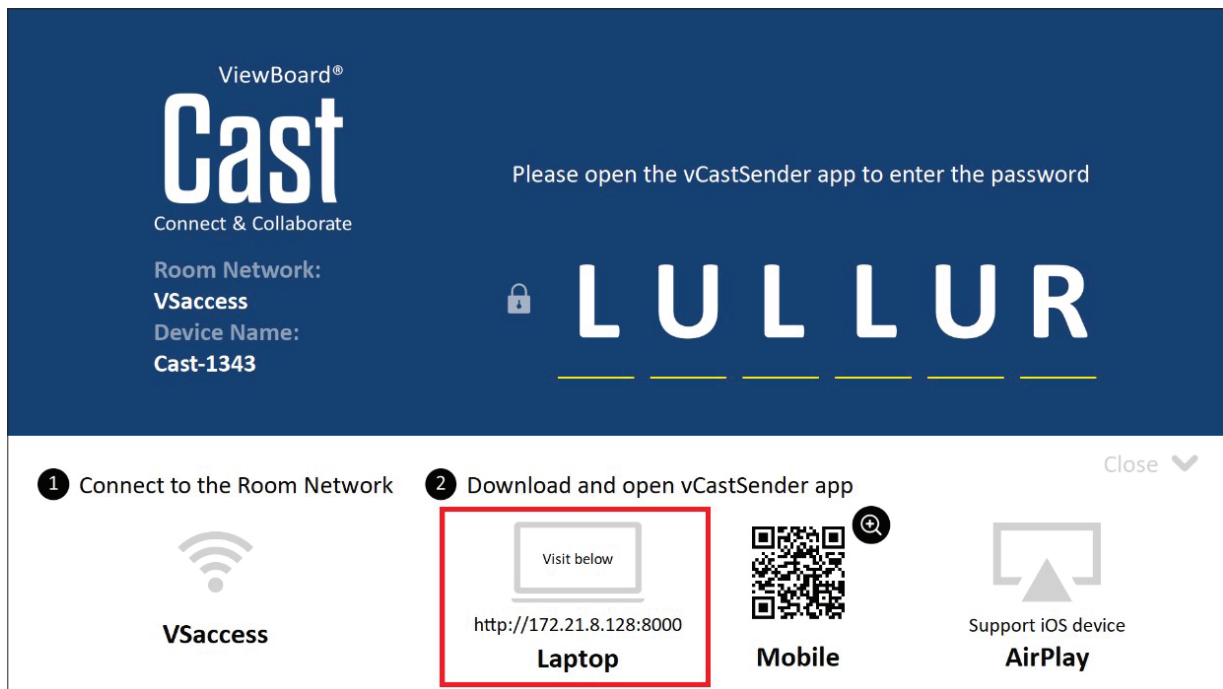 ViewBoard®
Cast
Connect & Collaborate
Room Network:
VSaccess
Device Name:
Cast-1343
Please open the vCastSender app to enter the password
LULLUR
Close
1 Connect to the Room Network
VSaccess
2 Download and open vCastSender app
Visit below
http://172.21.8.128:8000
Laptop
Mobile
Support iOS device
AirPlay